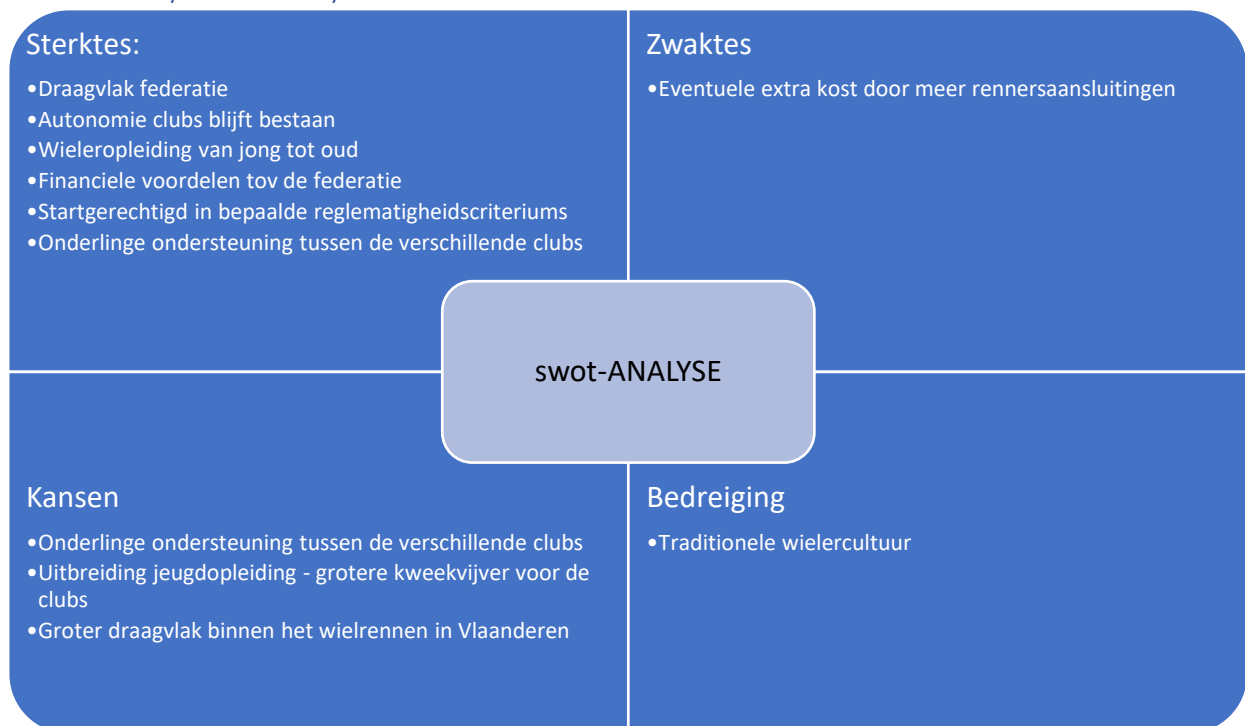 Sterktes:
•Draagvlak federatie
•Autonomie clubs blijft bestaan
•Wieleropleiding van jong tot oud
•Financiele voordelen tov de federatie
•Startgerechtigd in bepaalde reglematigheidscriteriums
•Onderlinge ondersteuning tussen de verschillende clubs
Zwaktes
•Eventuele extra kost door meer rennersaansluitingen
swot-ANALYSE
Kansen
•Onderlinge ondersteuning tussen de verschillende clubs
•Uitbreiding jeugdopleiding - grotere kweekvijver voor de
clubs
•Groter draagvlak binnen het wielrennen in Vlaanderen
Bedreiging
•Traditionele wielercultuur